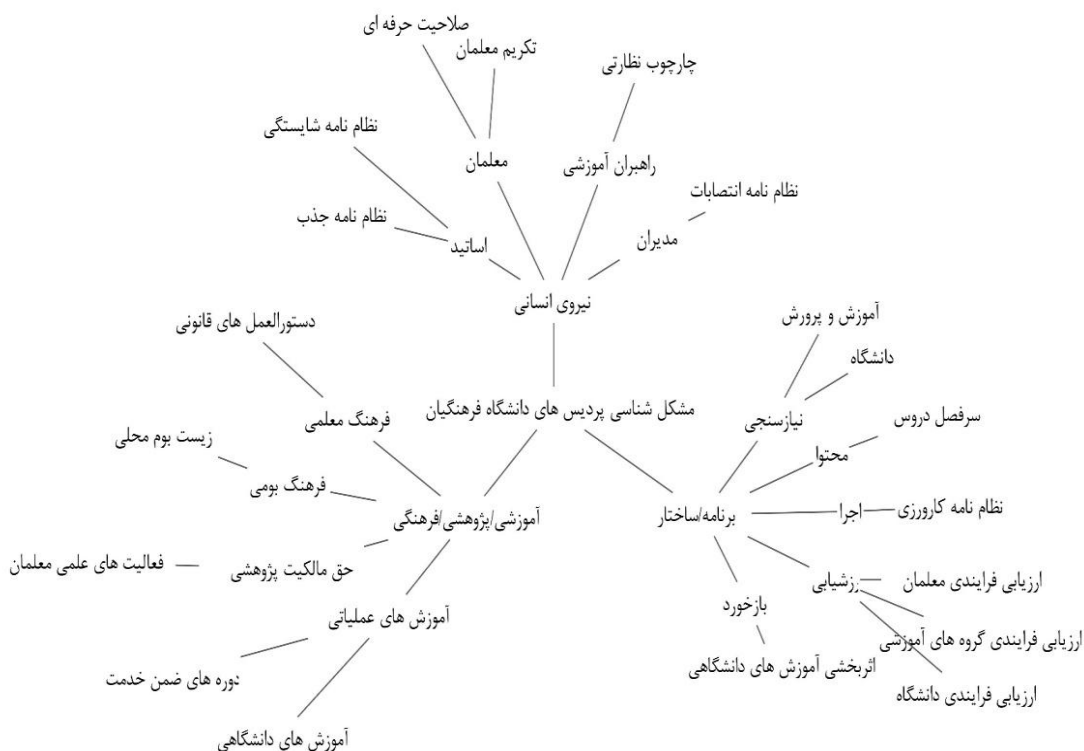 صلاحیت حرفه ای
تکریم معلمان
چارچوب نظارتی
نظام نامه شایستگی
معلمان
راهبران آموزشی
نظام نامه انتصابات
نظام نامه جذب
اساتید
مدیران
نیروی انسانی
دستورالعمل های قانونی
آموزش و پرورش
دانشگاه
مشکل شناسی پردیس های دانشگاه فرهنگیان
فرهنگ معلمی
نیازسنجی
سرفصل دروس
زیست بوم محلی
محتوا
فرهنگ بومی
آموزشی/پژوهشی/فرهنگی
برنامه/ساختار
اجرا
نظام نامه کارورزی
فعالیت های علمی معلمان
حق مالکیت پژوهشی
رزشیابی
ارزیابی فرایندی معلمان
آموزش های عملیاتی
بازخورد
ارزیابی فرایندی گروه های آموزشی
اثربخشی آموزش های دانشگاهی
دوره های ضمن خدمت
ارزیابی فرایندی دانشگاه
آموزش های دانشگاهی